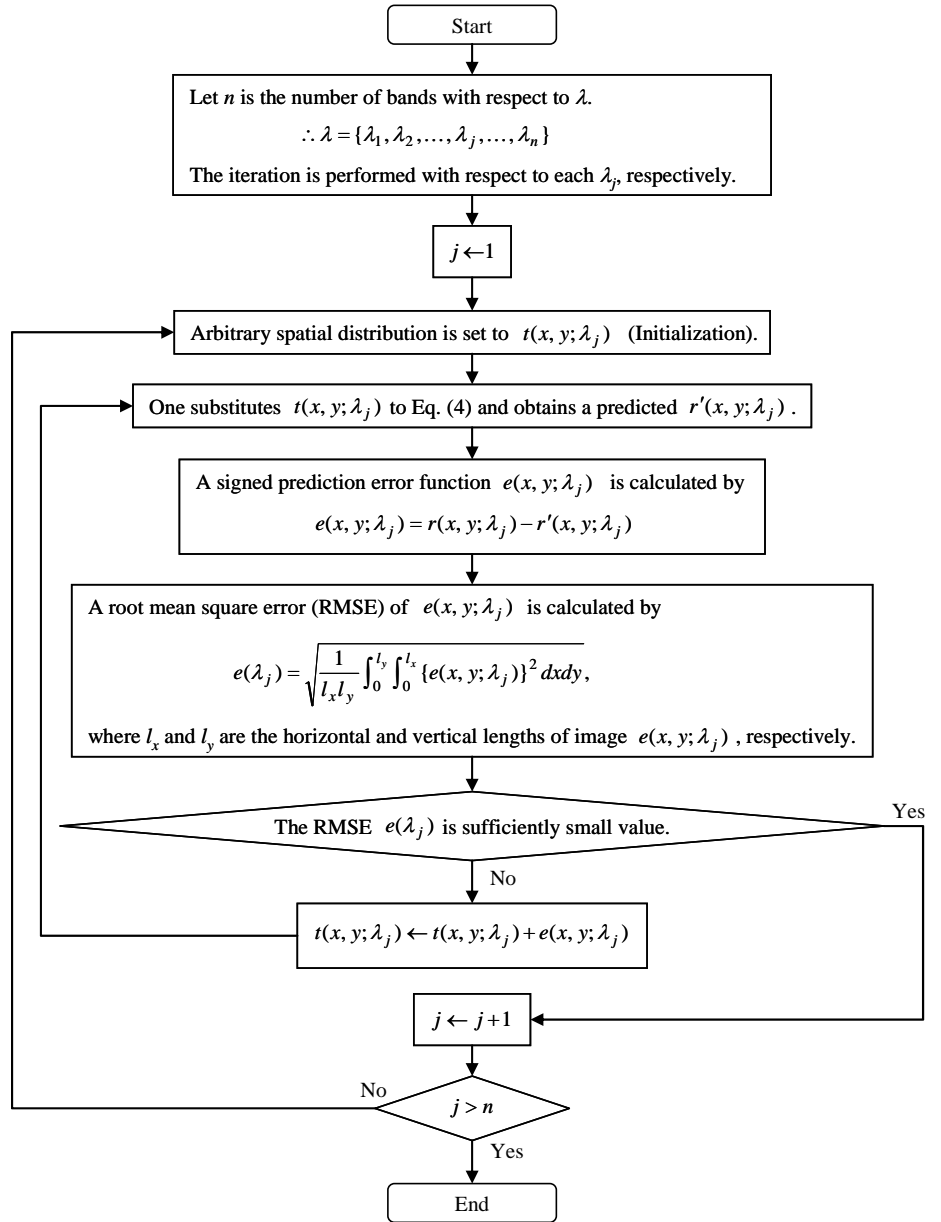 Start
Let n is the number of bands with respect to λ.
∴ λ = {λ₁, λ₂, …, λⱼ, …, λₙ}
The iteration is performed with respect to each λⱼ, respectively.
j ← 1
Arbitrary spatial distribution is set to t(x, y; λⱼ) (Initialization).
One substitutes t(x, y; λⱼ) to Eq. (4) and obtains a predicted r′(x, y; λⱼ) .
A signed prediction error function e(x, y; λⱼ) is calculated by
e(x, y; λⱼ) = r(x, y; λⱼ) − r′(x, y; λⱼ)
A root mean square error (RMSE) of e(x, y; λⱼ) is calculated by
e(λⱼ) = √( 1/(lₓl_y) ∫₀^{l_y} ∫₀^{lₓ} {e(x, y; λⱼ)}² dxdy ),
where lₓ and l_y are the horizontal and vertical lengths of image e(x, y; λⱼ) , respectively.
The RMSE e(λⱼ) is sufficiently small value.
Yes
No
t(x, y; λⱼ) ← t(x, y; λⱼ) + e(x, y; λⱼ)
j ← j+1
No
j > n
Yes
End